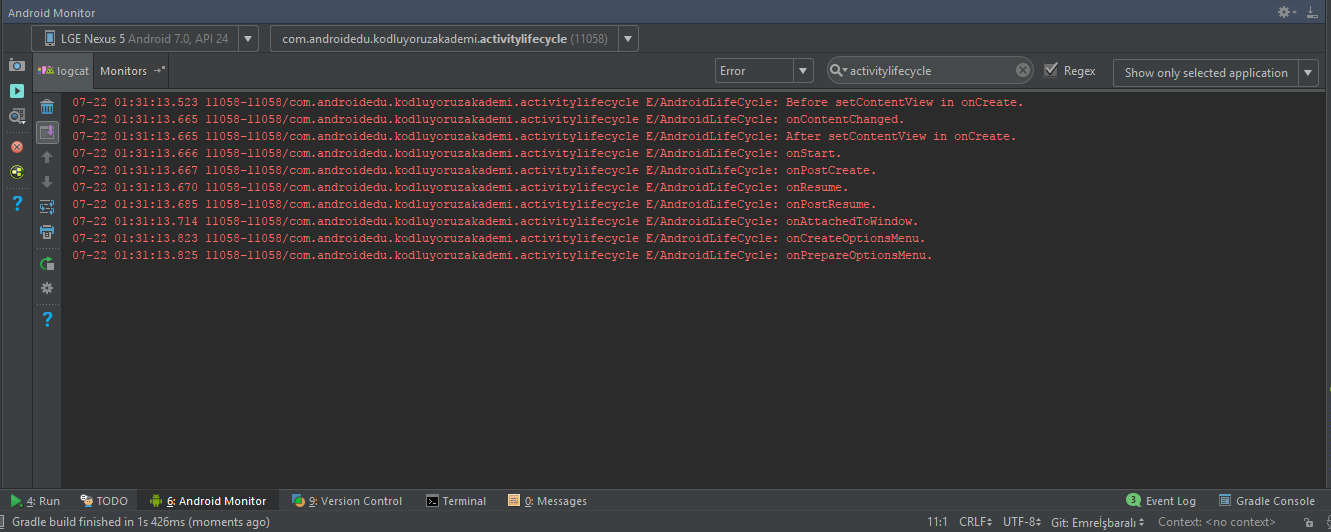 Android Monitor
LGE Nexus 5 Android 7.0, API 24 com.androidedu.kodluyoruzakademi.activitylifecycle (11058)
logcat Monitors Error activitylifecycle Regex Show only selected application
07-22 01:31:13.523 11058-11058/com.androidedu.kodluyoruzakademi.activitylifecycle E/AndroidLifeCycle: Before setContentView in onCreate.
07-22 01:31:13.665 11058-11058/com.androidedu.kodluyoruzakademi.activitylifecycle E/AndroidLifeCycle: onContentChanged.
07-22 01:31:13.665 11058-11058/com.androidedu.kodluyoruzakademi.activitylifecycle E/AndroidLifeCycle: After setContentView in onCreate.
07-22 01:31:13.666 11058-11058/com.androidedu.kodluyoruzakademi.activitylifecycle E/AndroidLifeCycle: onStart.
07-22 01:31:13.667 11058-11058/com.androidedu.kodluyoruzakademi.activitylifecycle E/AndroidLifeCycle: onPostCreate.
07-22 01:31:13.670 11058-11058/com.androidedu.kodluyoruzakademi.activitylifecycle E/AndroidLifeCycle: onResume.
07-22 01:31:13.685 11058-11058/com.androidedu.kodluyoruzakademi.activitylifecycle E/AndroidLifeCycle: onPostResume.
07-22 01:31:13.714 11058-11058/com.androidedu.kodluyoruzakademi.activitylifecycle E/AndroidLifeCycle: onAttachedToWindow.
07-22 01:31:13.823 11058-11058/com.androidedu.kodluyoruzakademi.activitylifecycle E/AndroidLifeCycle: onCreateOptionsMenu.
07-22 01:31:13.825 11058-11058/com.androidedu.kodluyoruzakademi.activitylifecycle E/AndroidLifeCycle: onPrepareOptionsMenu.
4: Run TODO 6: Android Monitor 9: Version Control Terminal 0: Messages 3 Event Log Gradle Console
Gradle build finished in 1s 426ms (moments ago) 11:1 CRLF UTF-8 Git: Emreİşbaralı Context: <no context>